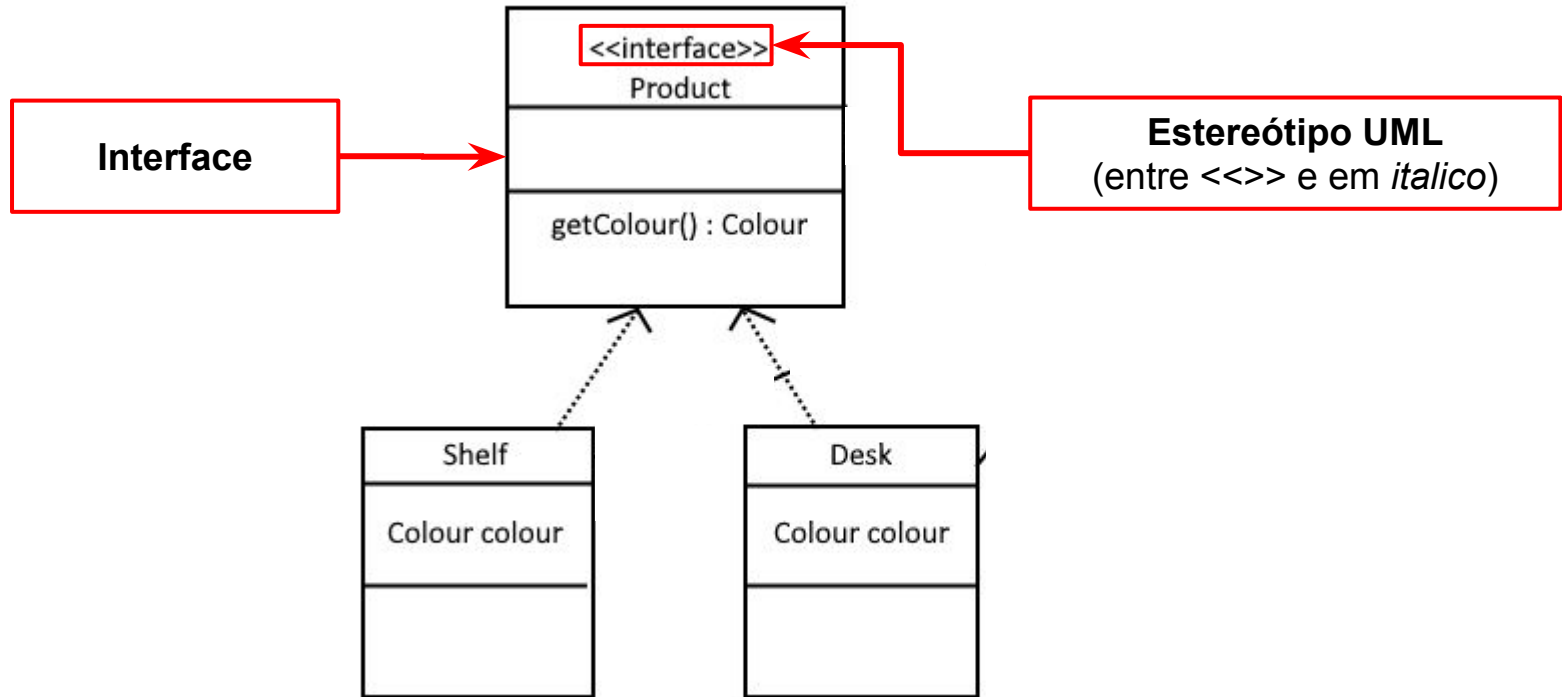 <<interface>>
Product
Interface
Estereótipo UML
(entre <<>> e em italico)
getColour() : Colour
Shelf
Desk
Colour colour
Colour colour